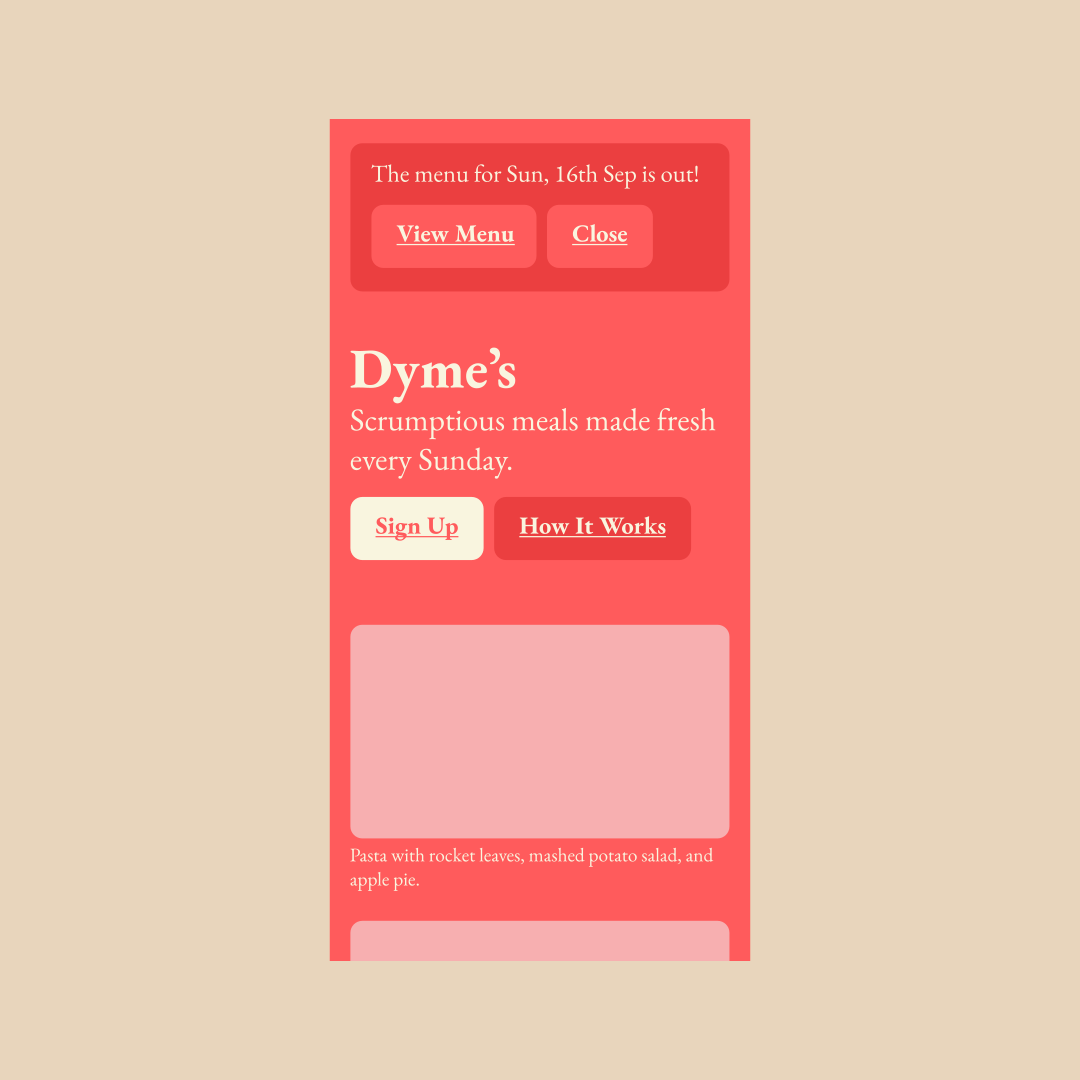 The menu for Sun, 16th Sep is out!
View Menu
Close
Dyme’s
Scrumptious meals made fresh
every Sunday.
Sign Up
How It Works
Pasta with rocket leaves, mashed potato salad, and
apple pie.